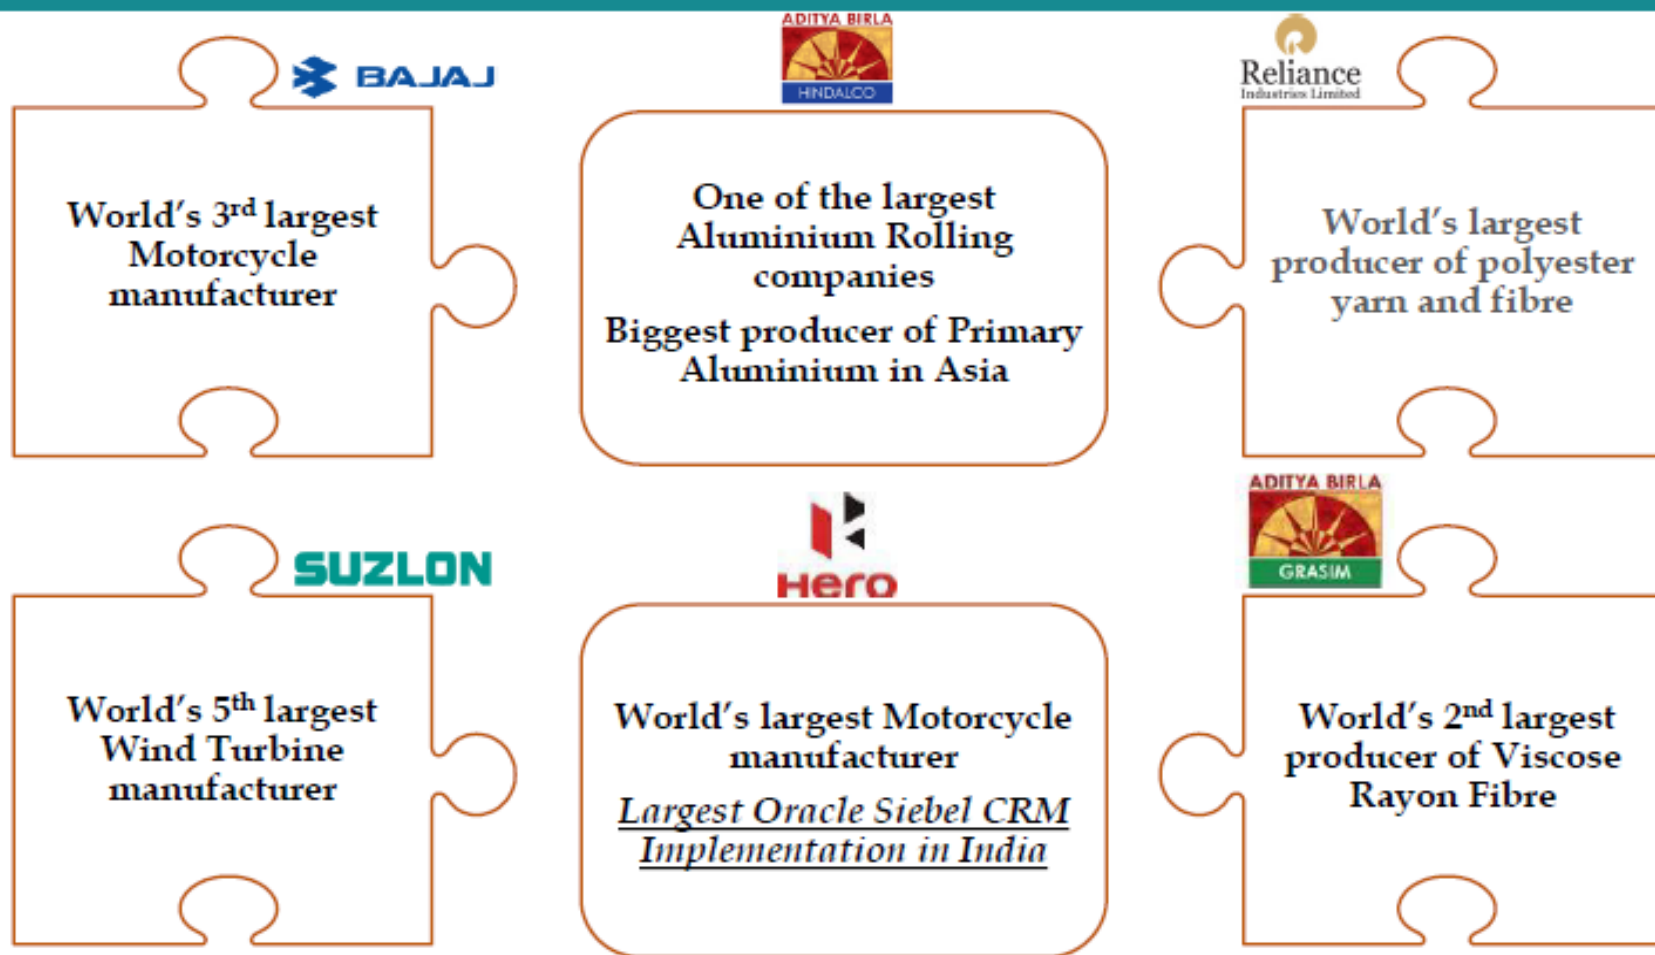 BAJAJ
World's 3rd largest
Motorcycle
manufacturer
ADITYA BIRLA
HINDALCO
One of the largest
Aluminium Rolling
companies
Biggest producer of Primary
Aluminium in Asia
Reliance
Industries Limited
World's largest
producer of polyester
yarn and fibre
SUZLON
World's 5th largest
Wind Turbine
manufacturer
Hero
World's largest Motorcycle
manufacturer
Largest Oracle Siebel CRM
Implementation in India
ADITYA BIRLA
GRASIM
World's 2nd largest
producer of Viscose
Rayon Fibre